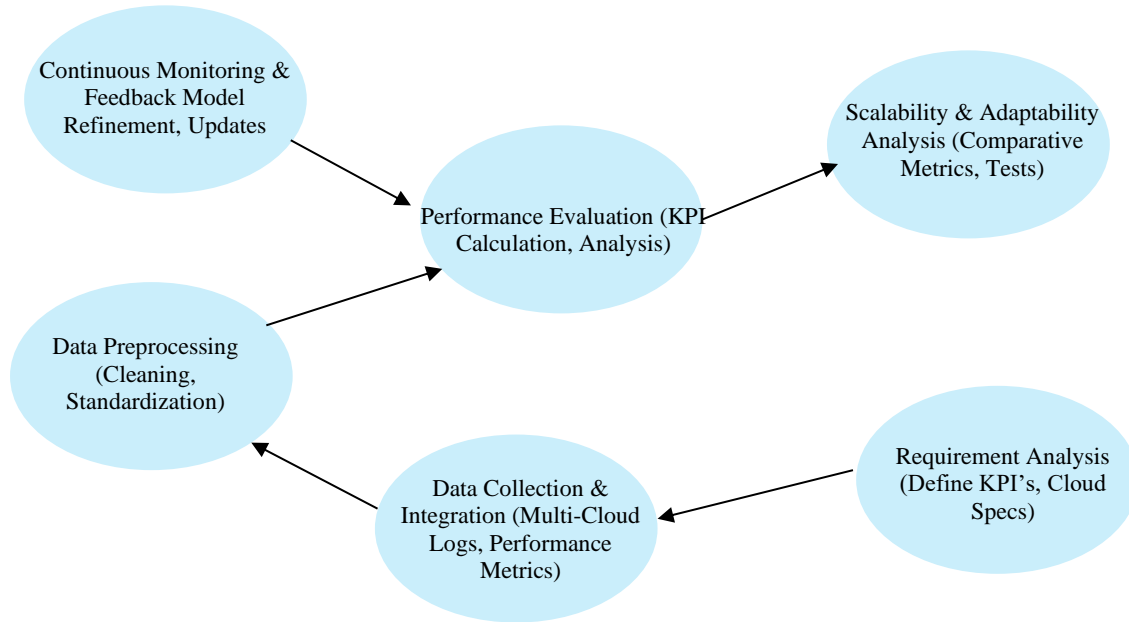 Continuous Monitoring &
Feedback Model
Refinement, Updates
Scalability & Adaptability
Analysis (Comparative
Metrics, Tests)
Performance Evaluation (KPI
Calculation, Analysis)
Data Preprocessing
(Cleaning,
Standardization)
Requirement Analysis
(Define KPI’s, Cloud
Specs)
Data Collection &
Integration (Multi-Cloud
Logs, Performance
Metrics)